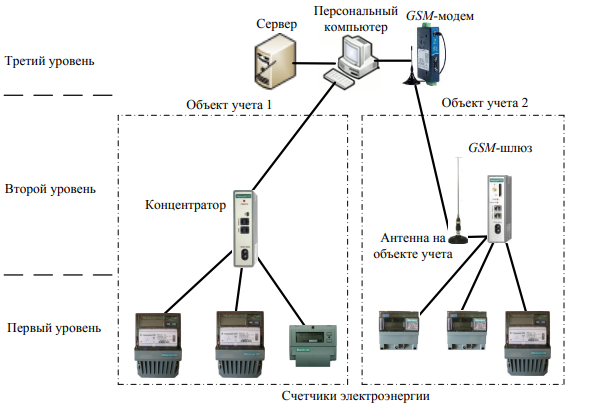 Персональный
компьютер
Сервер
GSM-модем
Третий уровень
Объект учета 1
Объект учета 2
GSM-шлюз
Второй уровень
Концентратор
Антенна на
объекте учета
Первый уровень
Счетчики электроэнергии